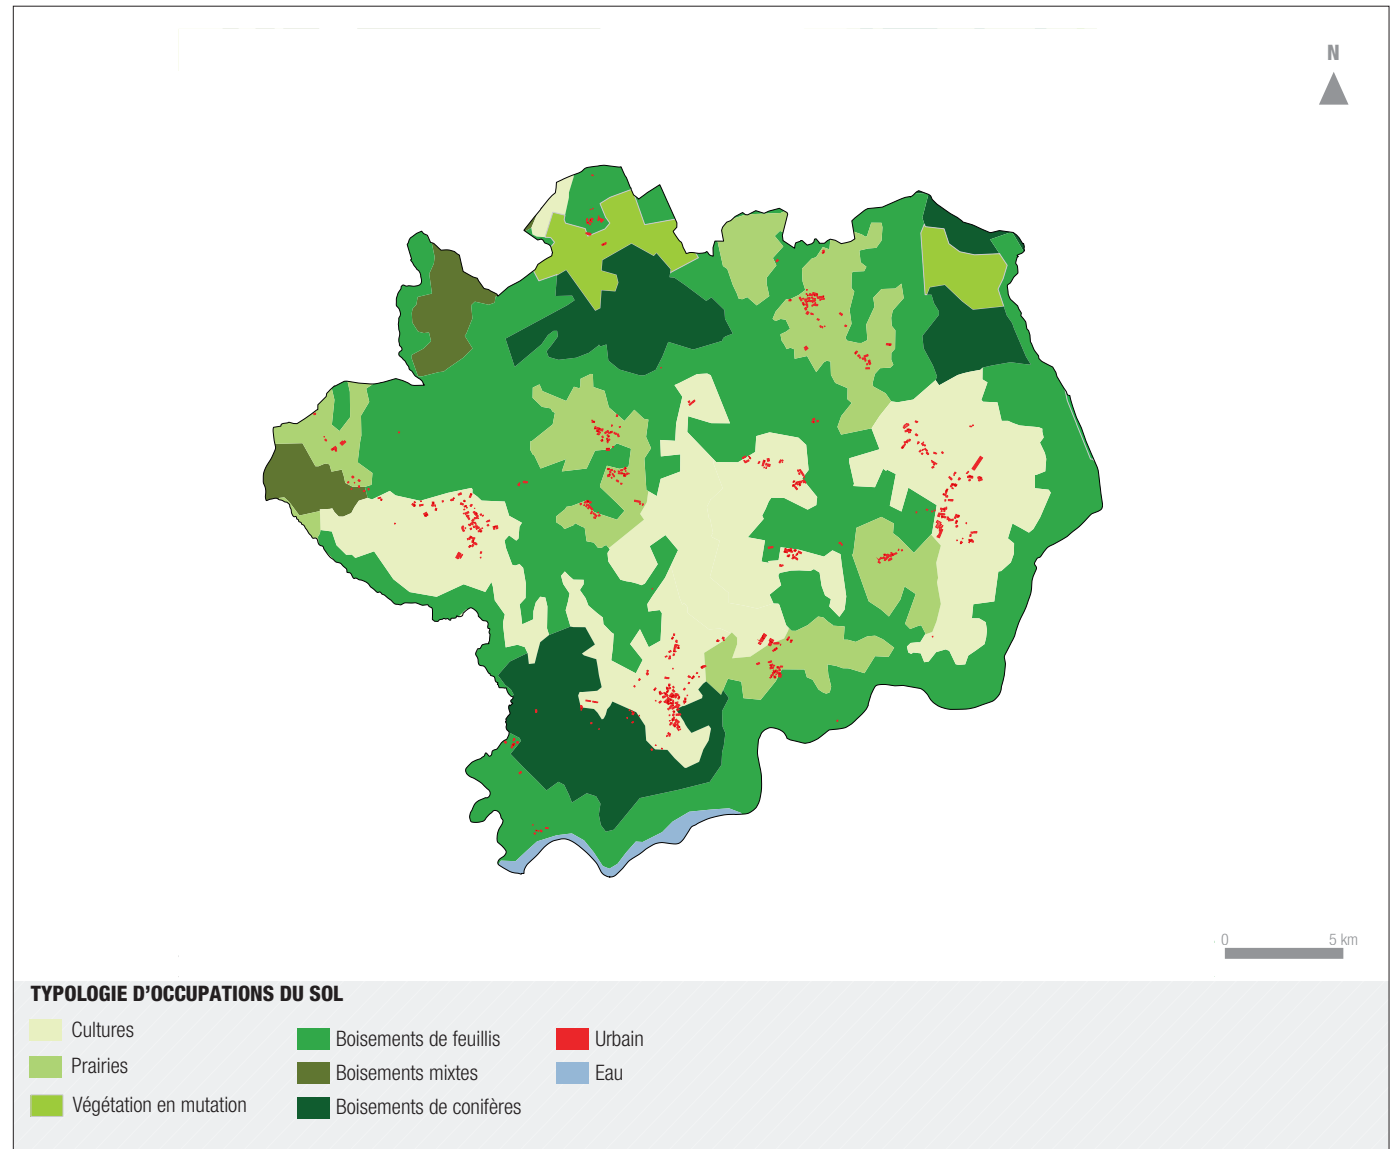 N
0 5 km
TYPOLOGIE D'OCCUPATIONS DU SOL
Cultures
Prairies
Végétation en mutation
Boisements de feuillis
Boisements mixtes
Boisements de conifères
Urbain
Eau